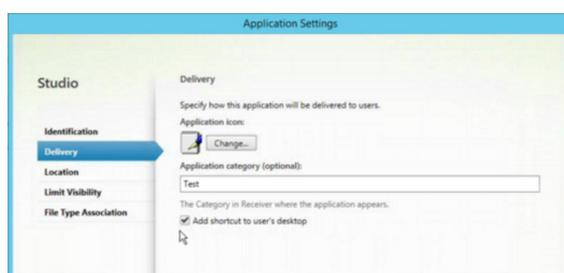 Application Settings
Studio
Identification
Delivery
Location
Limit Visibility
File Type Association
Delivery
Specify how this application will be delivered to users.
Application icon:
Change...
Application category (optional):
Test
The Category in Receiver where the application appears.
Add shortcut to user's desktop